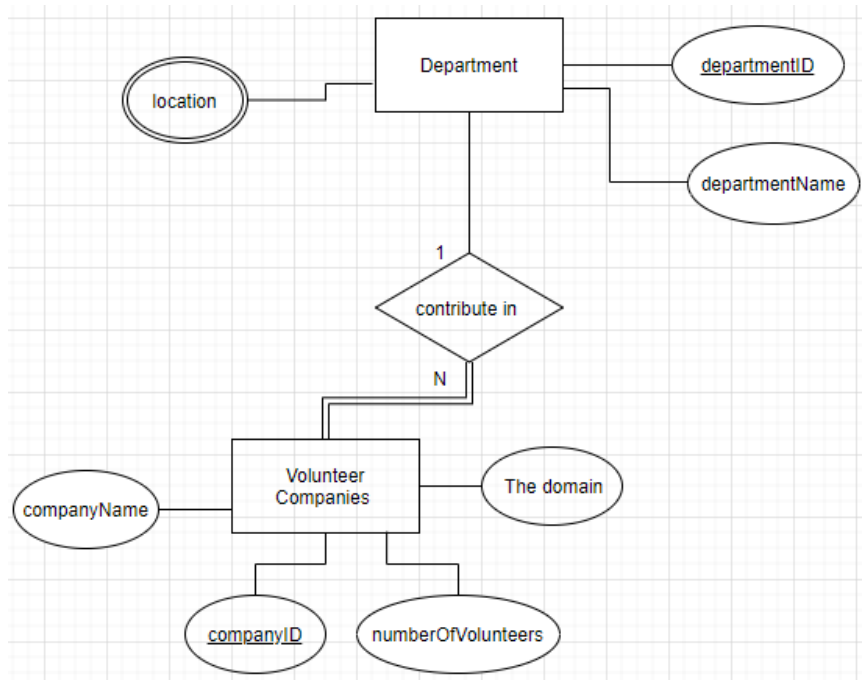 Department
departmentID
location
departmentName
1
contribute in
N
Volunteer
Companies
The domain
companyName
companyID
numberOfVolunteers